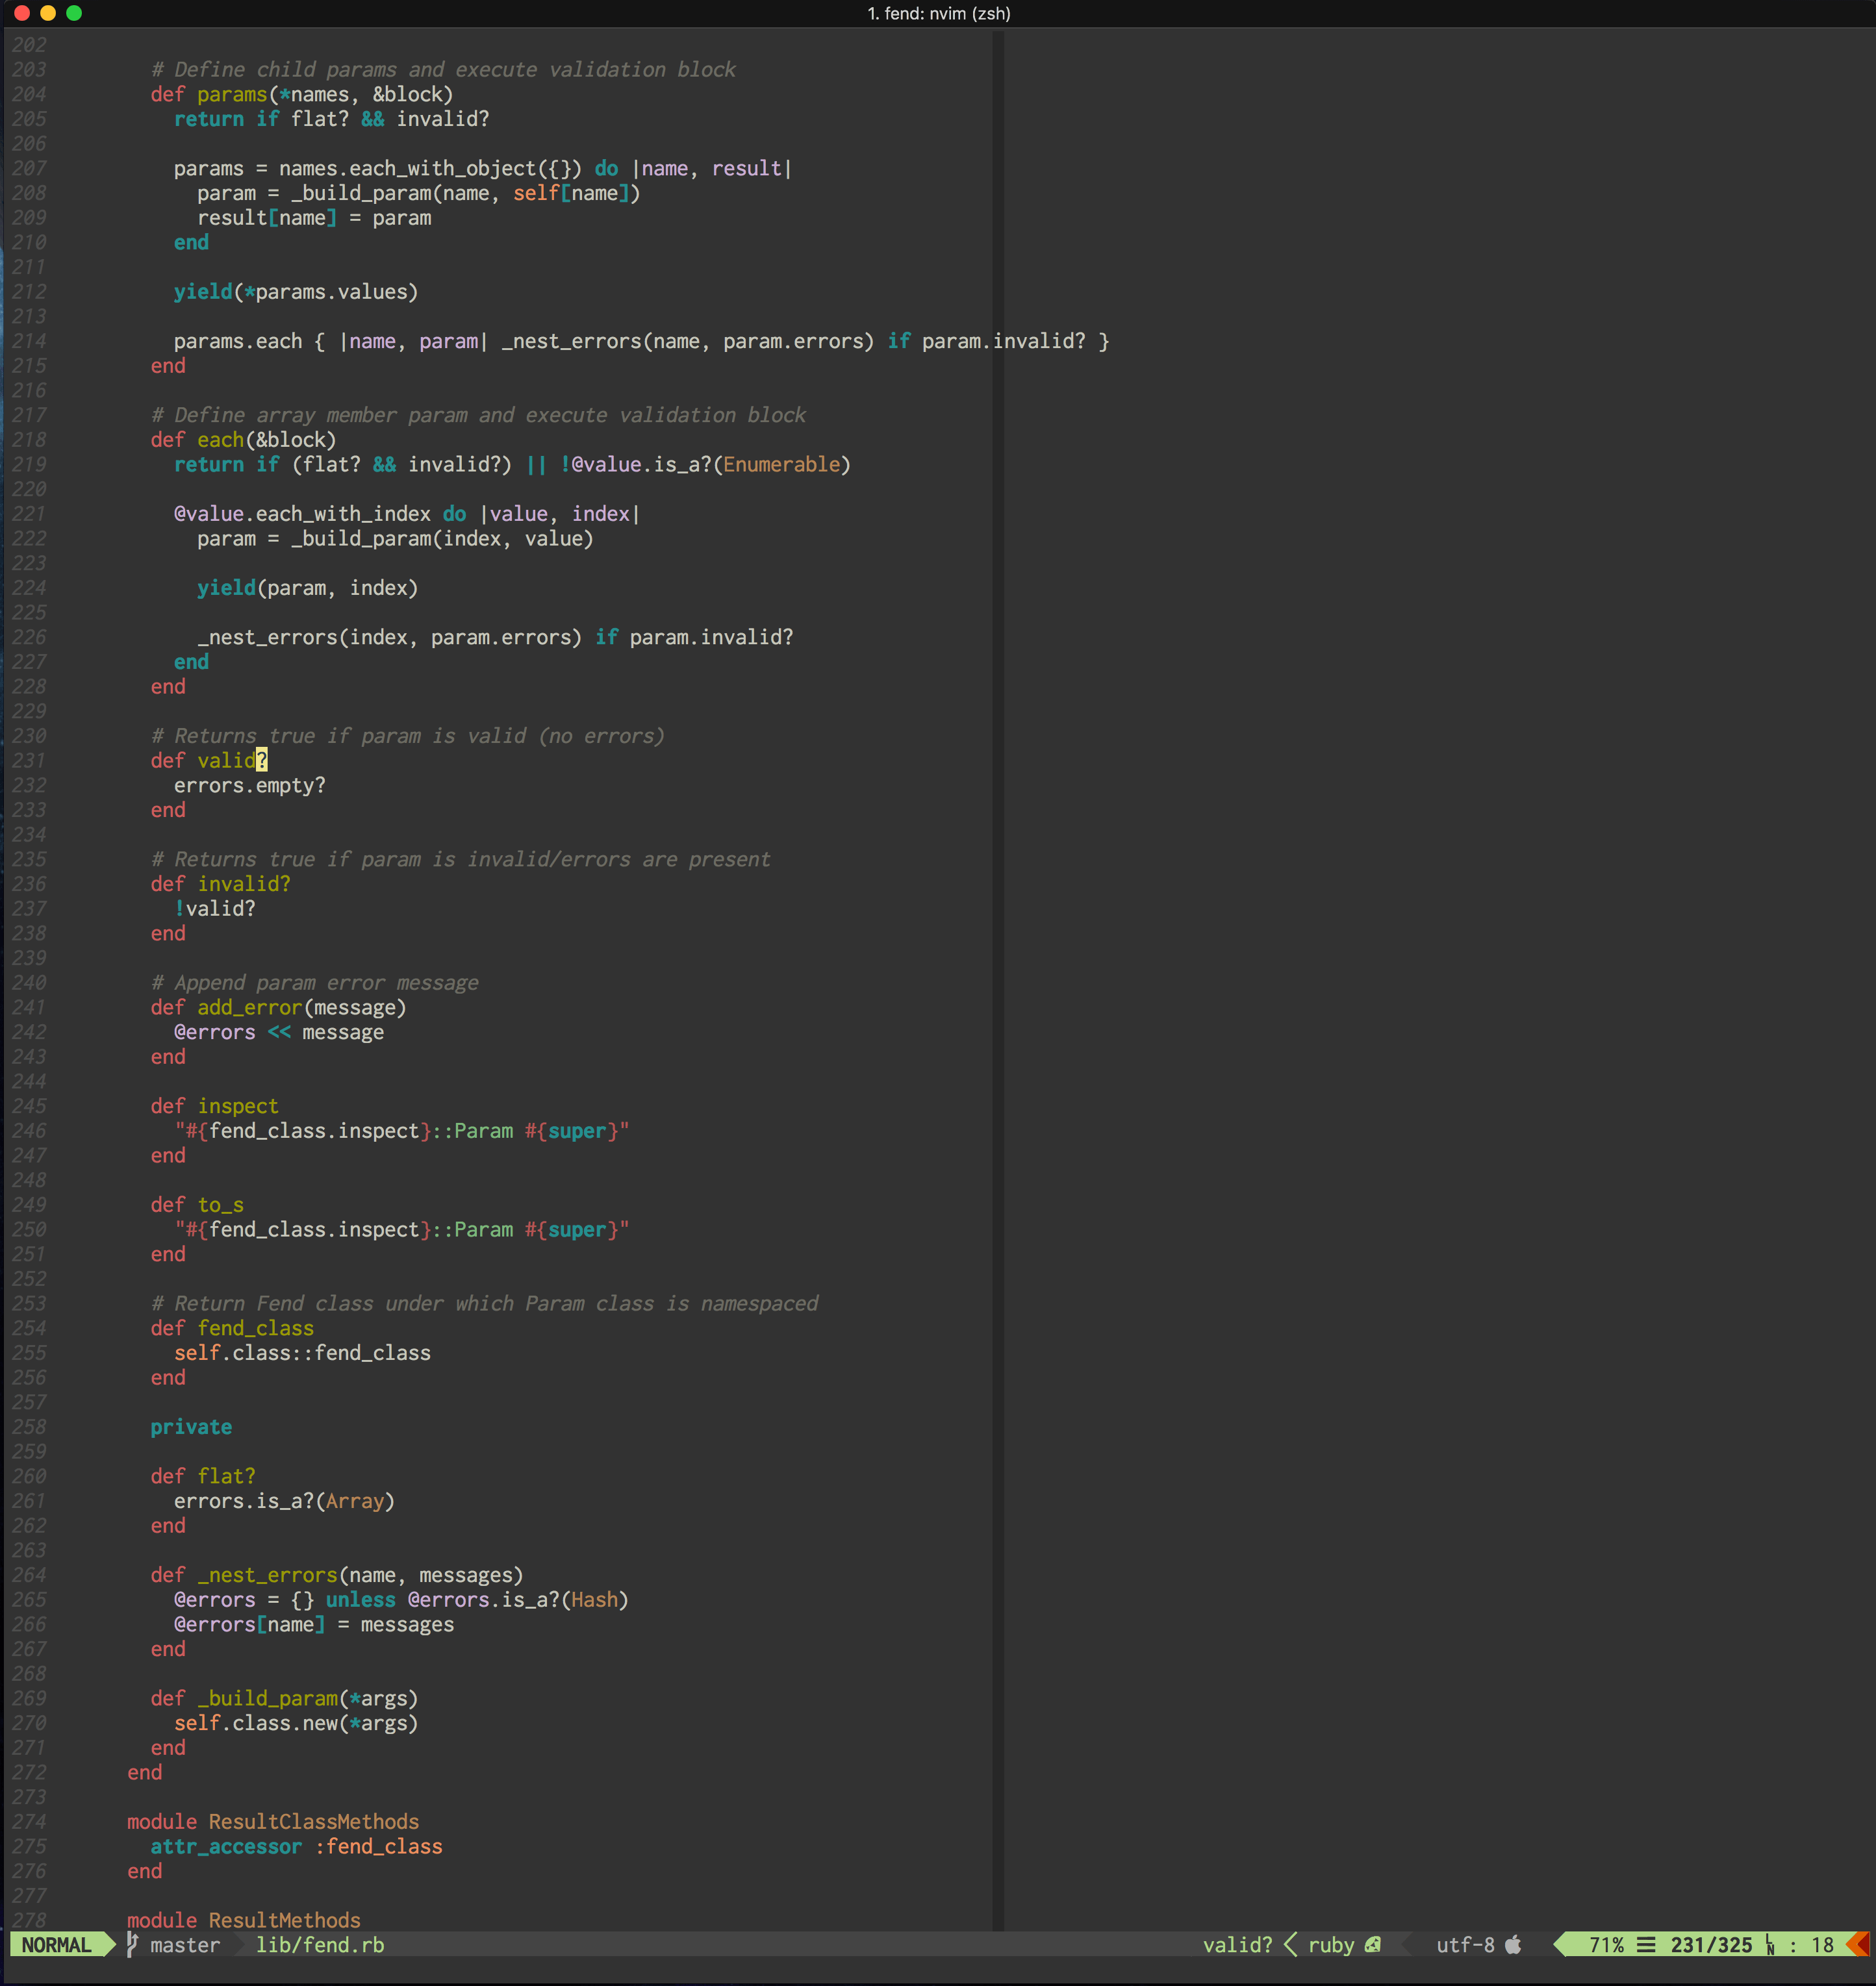 1. fend: nvim (zsh)
202
203 # Define child params and execute validation block
204 def params(*names, &block)
205 return if flat? && invalid?
206
207 params = names.each_with_object({}) do |name, result|
208 param = _build_param(name, self[name])
209 result[name] = param
210 end
211
212 yield(*params.values)
213
214 params.each { |name, param| _nest_errors(name, param.errors) if param.invalid? }
215 end
216
217 # Define array member param and execute validation block
218 def each(&block)
219 return if (flat? && invalid?) || !@value.is_a?(Enumerable)
220
221 @value.each_with_index do |value, index|
222 param = _build_param(index, value)
223
224 yield(param, index)
225
226 _nest_errors(index, param.errors) if param.invalid?
227 end
228 end
229
230 # Returns true if param is valid (no errors)
231 def valid?
232 errors.empty?
233 end
234
235 # Returns true if param is invalid/errors are present
236 def invalid?
237 !valid?
238 end
239
240 # Append param error message
241 def add_error(message)
242 @errors << message
243 end
244
245 def inspect
246 "#{fend_class.inspect}::Param #{super}"
247 end
248
249 def to_s
250 "#{fend_class.inspect}::Param #{super}"
251 end
252
253 # Return Fend class under which Param class is namespaced
254 def fend_class
255 self.class::fend_class
256 end
257
258 private
259
260 def flat?
261 errors.is_a?(Array)
262 end
263
264 def _nest_errors(name, messages)
265 @errors = {} unless @errors.is_a?(Hash)
266 @errors[name] = messages
267 end
268
269 def _build_param(*args)
270 self.class.new(*args)
271 end
272 end
273
274 module ResultClassMethods
275 attr_accessor :fend_class
276 end
277
278 module ResultMethods
NORMAL master lib/fend.rb valid? ruby utf-8 71% ☰ 231/325 LN : 18